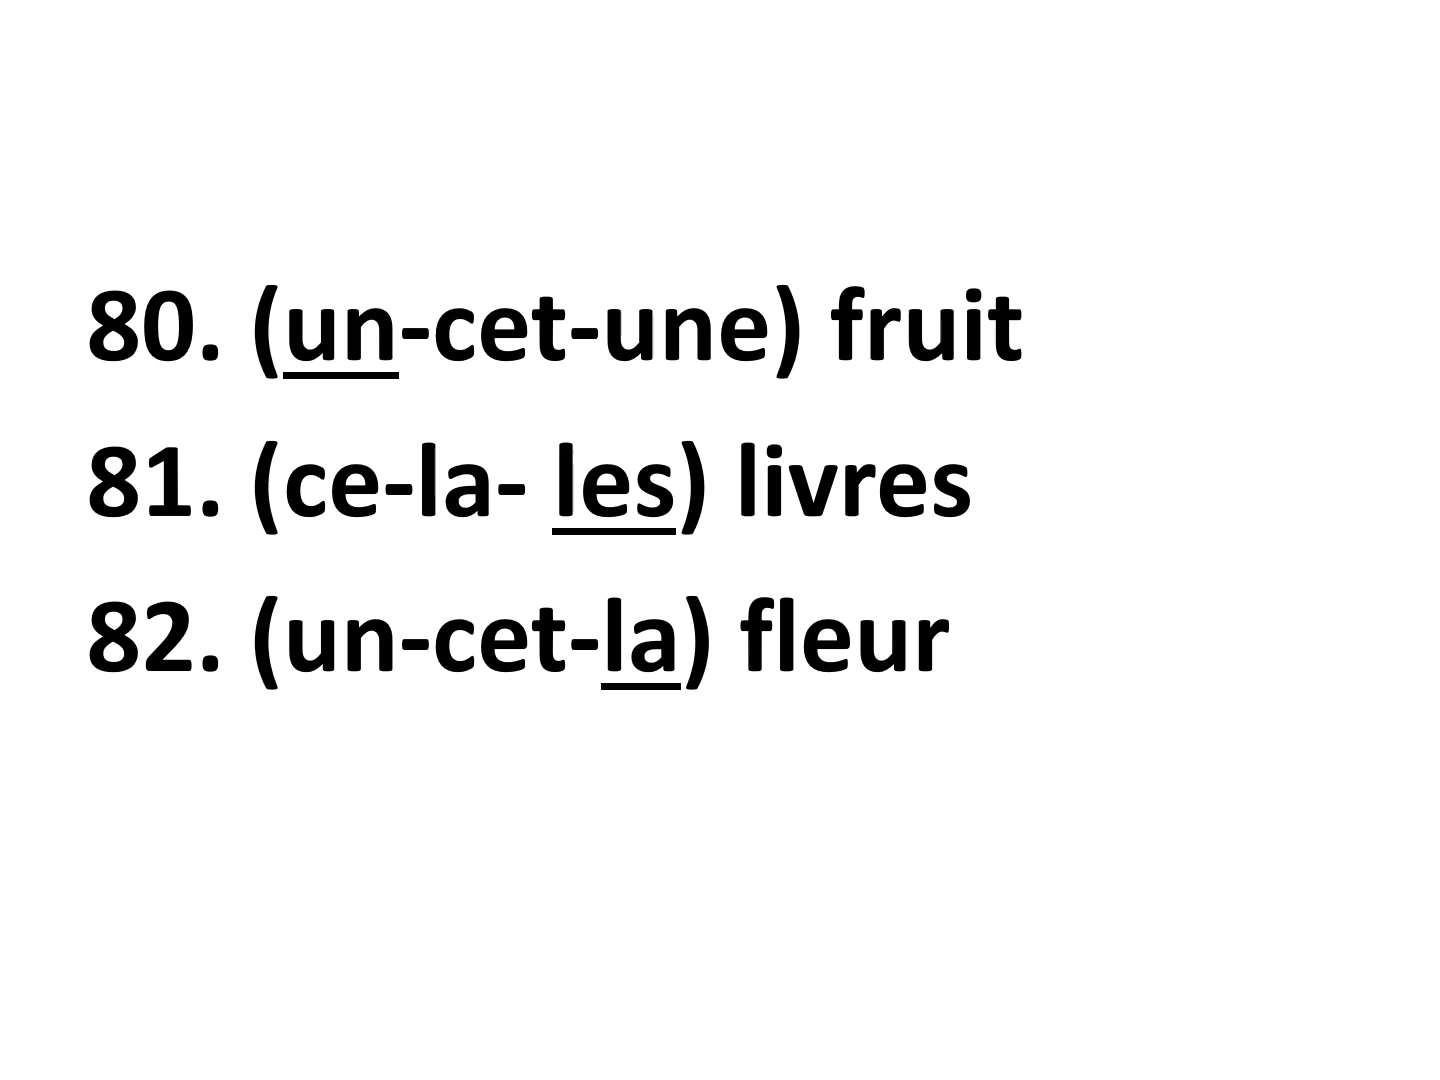 80. (un-cet-une) fruit
81. (ce-la- les) livres
82. (un-cet-la) fleur